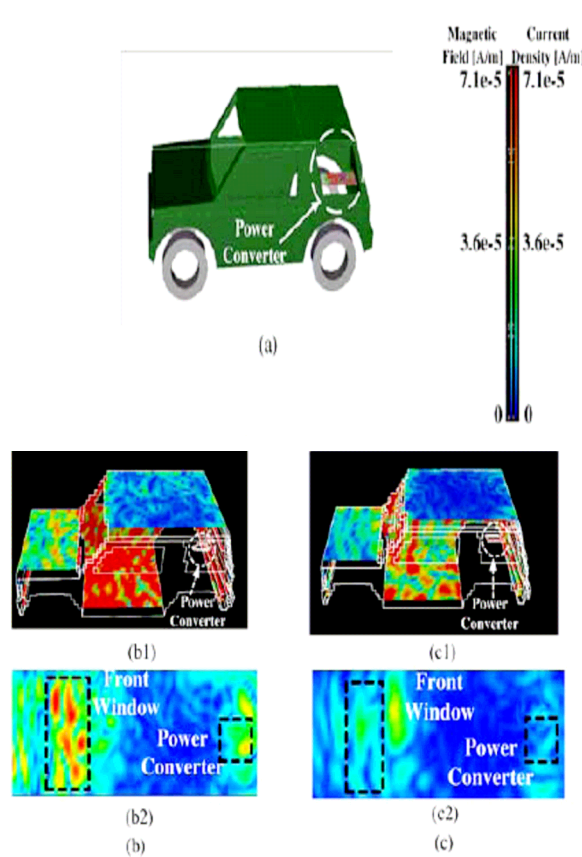 Magnetic Current
Field [A/m] Density [A/m]
7.1e-5 7.1e-5
Power
Converter
3.6e-5 3.6e-5
(a)
0 0
Power
Converter
Power
Converter
(b1) (c1)
Front
Window
Power
Converter
Front
Window
Power
Converter
(b2) (c2)
(b) (c)